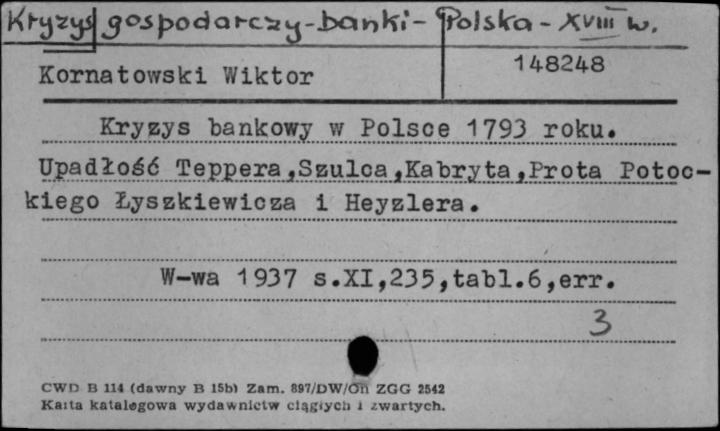 Kryzys gospodarczy-banki-Polska-XVIII w.
Kornatowski Wiktor
148248
Kryzys bankowy w Polsce 1793 roku.
Upadłość Teppera,Szulca,Kabryta,Prota Potoc-
kiego Łyszkiewicza i Heyzlera.
W-wa 1937 s.XI,235,tabl.6,err.
3
CWD B 114 (dawny B 15b) Zam. 897/DW/On ZGG 2542
Karta katalogowa wydawnictw ciągłych i zwartych.